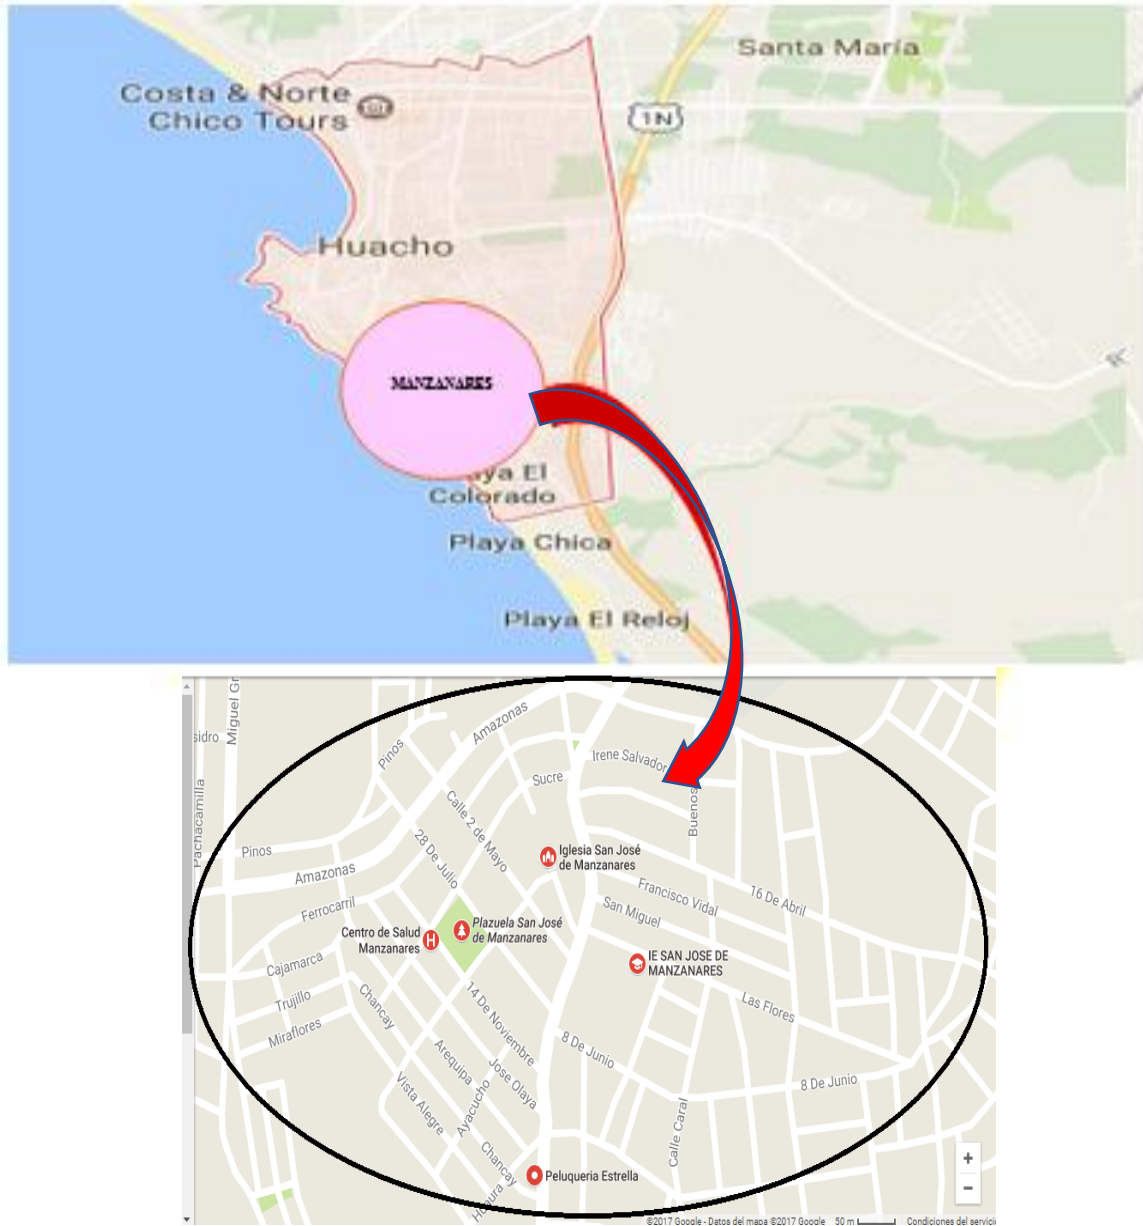 Santa María
Costa & Norte
Chico Tours
1N
Huacho
MANZANARES
aya El
Colorado
Playa Chica
Playa El Reloj
Miguel Gr
sidro
Pachacamilla
Pinos
Amazonas
Irene Salvador
Sucre
Buenos
Calle 2 de Mayo
28 De Julio
Pinos
Amazonas
Iglesia San José
de Manzanares
Francisco Vidal
16 De Abril
San Miguel
Ferrocarril
Plazuela San José
de Manzanares
Centro de Salud
Manzanares
H
IE SAN JOSE DE
MANZANARES
Cajamarca
Trujillo
Miraflores
Chancay
14 De Noviembre
Las Flores
8 De Junio
8 De Junio
Arequipa
Jose Olaya
Vista Alegre
Ayacucho
Calle Caral
Chancay
Huaura
Peluqueria Estrella
+
−
©2017 Google - Datos del mapa ©2017 Google 50 m Condiciones del servici